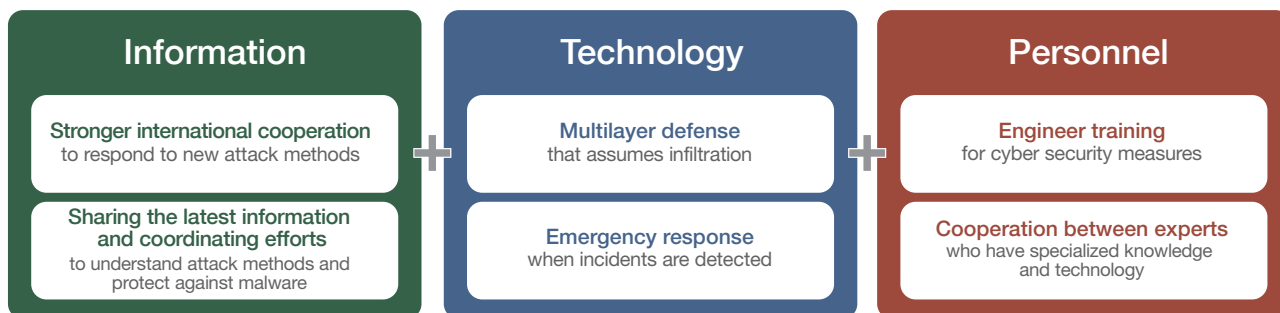 Information
Stronger international cooperation
to respond to new attack methods
Sharing the latest information
and coordinating efforts
to understand attack methods and
protect against malware
+
Technology
Multilayer defense
that assumes infiltration
Emergency response
when incidents are detected
+
Personnel
Engineer training
for cyber security measures
Cooperation between experts
who have specialized knowledge
and technology